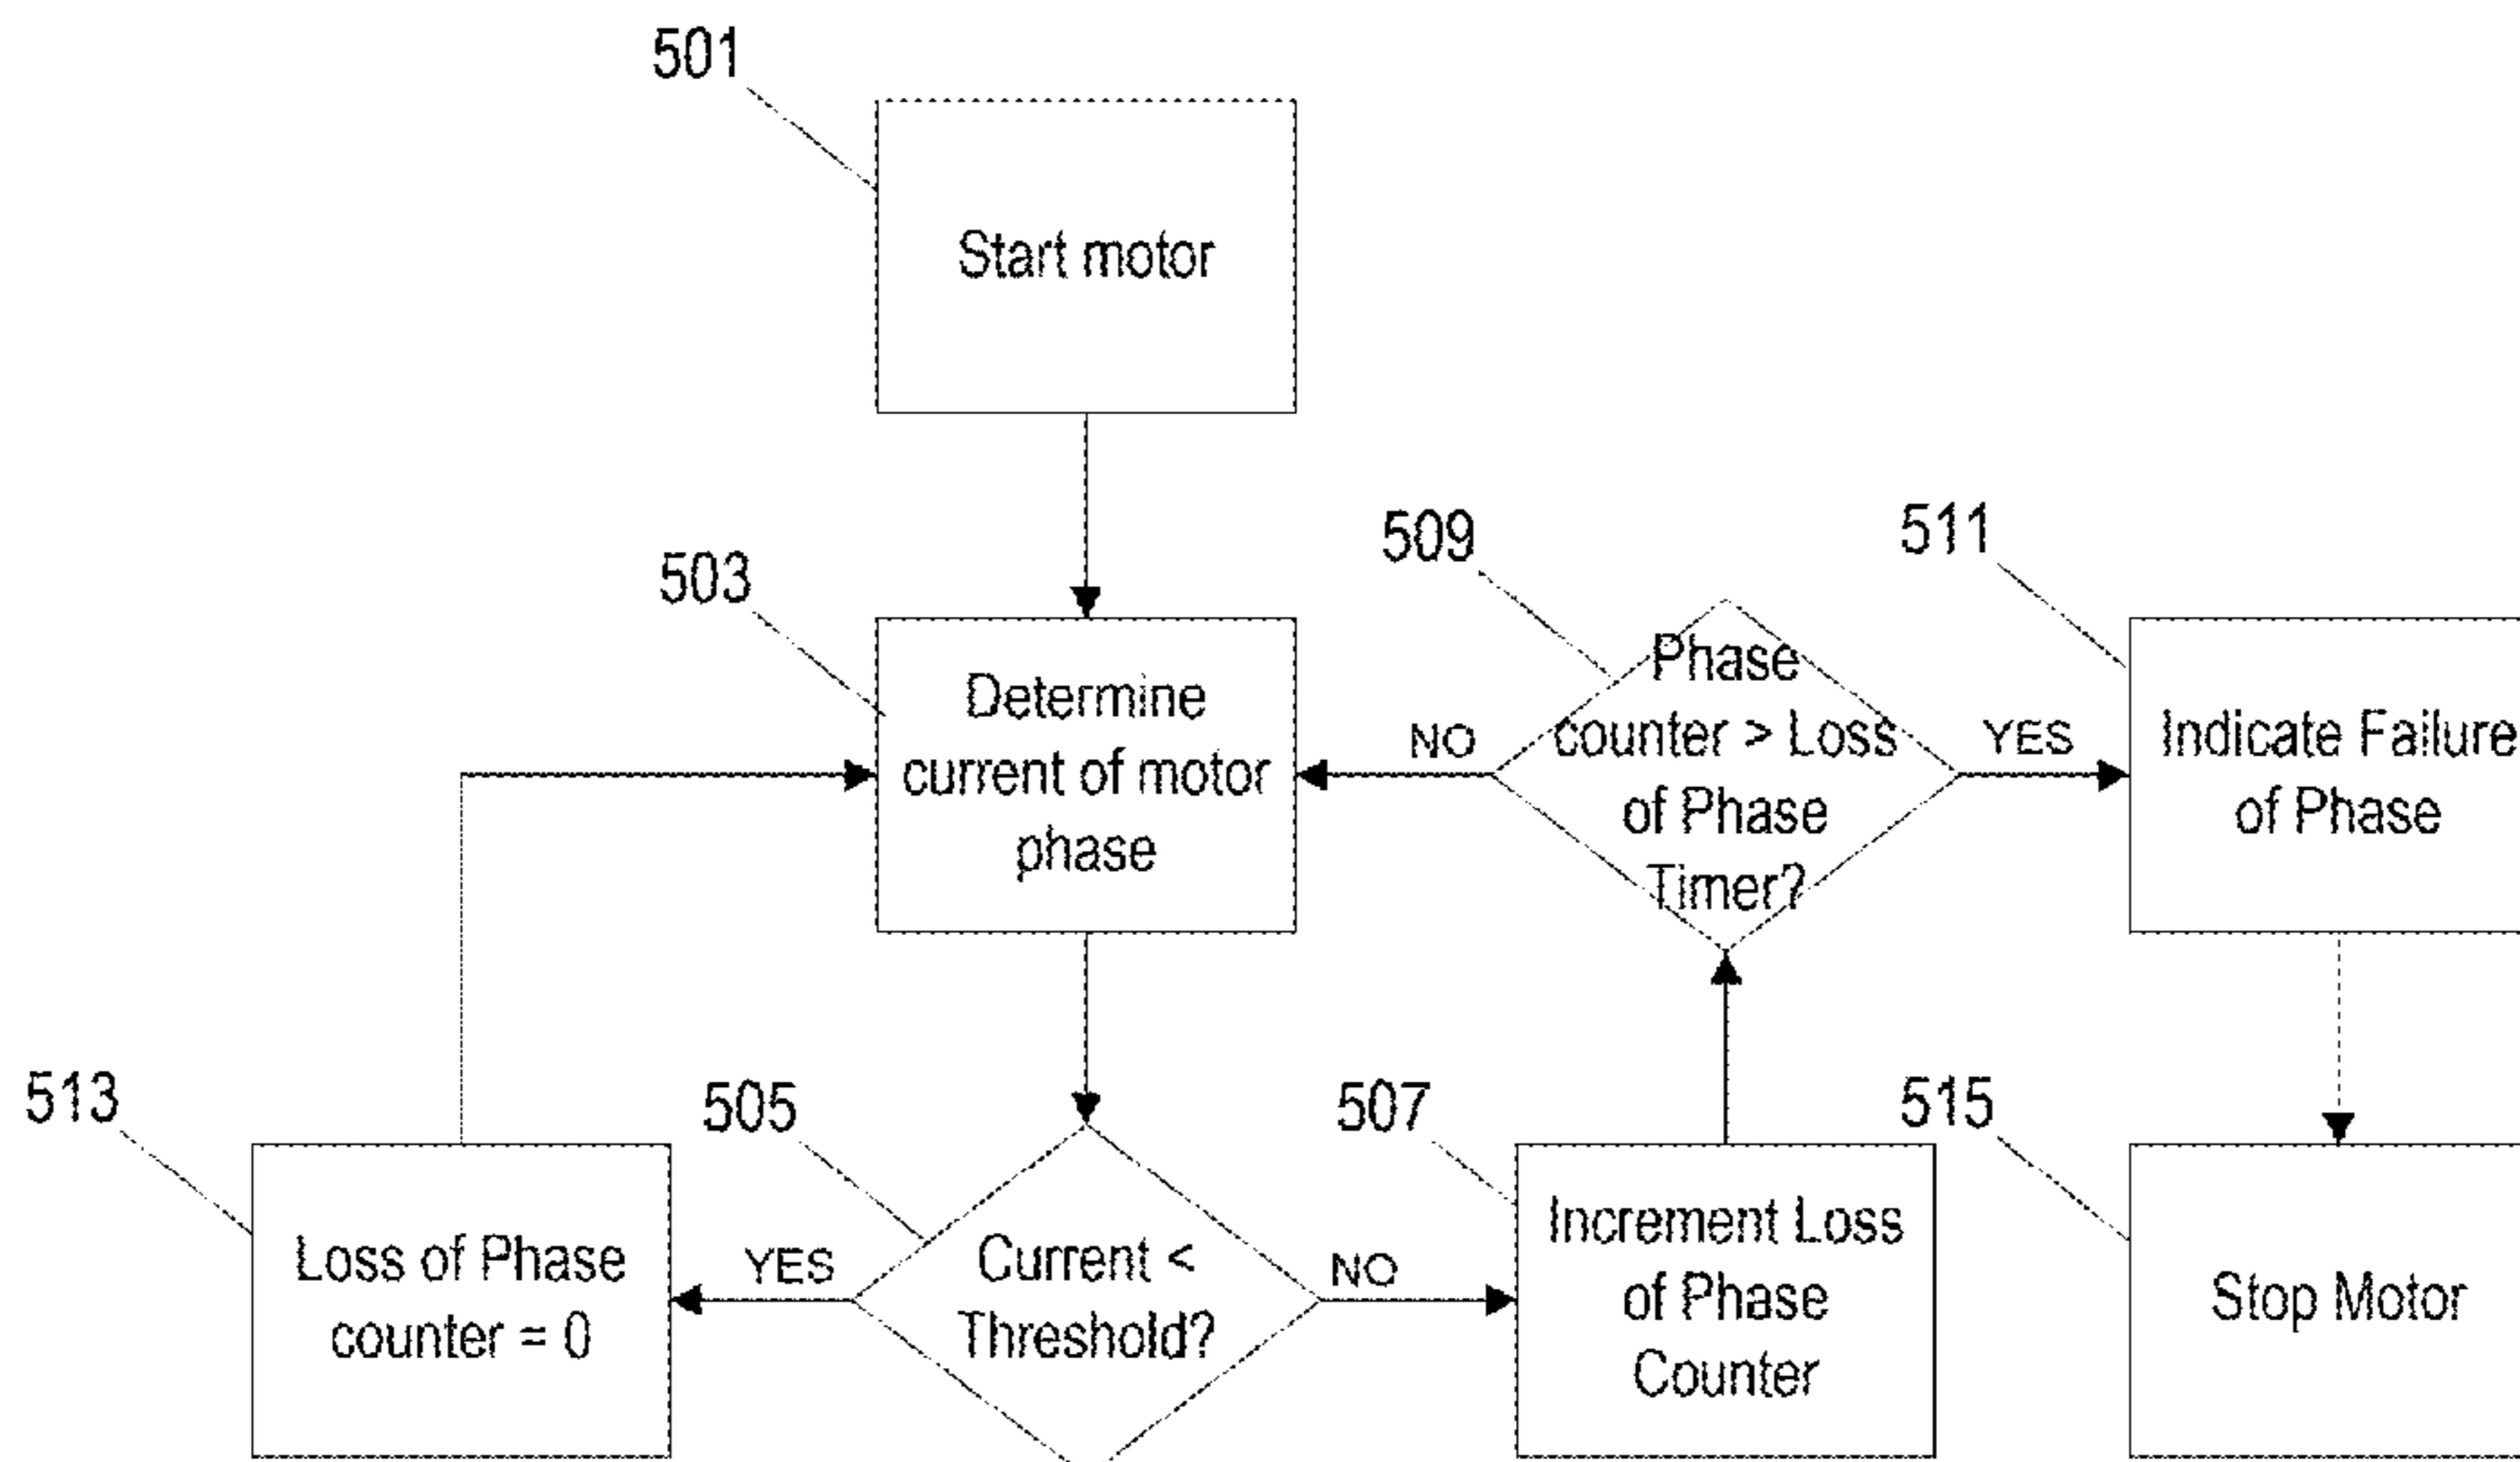 501
Start motor
503
Determine
current of motor
phase
509
Phase
counter > Loss
of Phase
Timer?
NO
YES
511
Indicate Failure
of Phase
513
Loss of Phase
counter = 0
505
YES
Current <
Threshold?
NO
507
Increment Loss
of Phase
Counter
515
Stop Motor